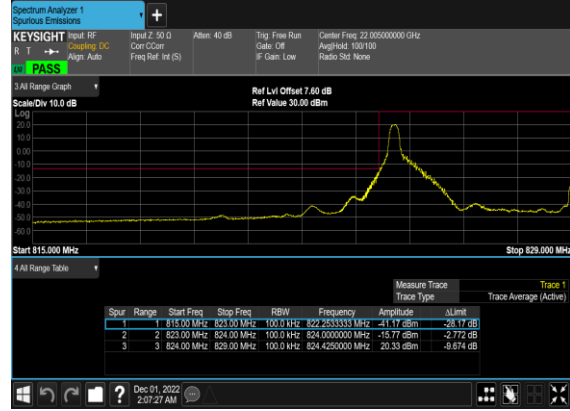 Spectrum Analyzer 1
Spurious Emissions
KEYSIGHT Input: RF Input Z: 50 Ω Atten: 40 dB Trig: Free Run Center Freq: 22.005000000 GHz
R T Coupling: DC Corr CCorr Gate: Off Avg|Hold: 100/100
Align: Auto Freq Ref: Int (S) IF Gain: Low Radio Std: None
PASS
3.All Range Graph
Ref Lvl Offset 7.60 dB
Scale/Div 10.0 dB Ref Value 30.00 dBm
Log
20.0
10.0
0.00
-10.0
-20.0
-30.0
-40.0
-50.0
-60.0
Start 815.000 MHz Stop 829.000 MHz
4.All Range Table
Measure Trace Trace 1
Trace Type Trace Average (Active)
Spur Range Start Freq Stop Freq RBW Frequency Amplitude ΔLimit
1 1 815.00 MHz 823.00 MHz 100.0 kHz 822.2533333 MHz -41.17 dBm -28.17 dB
2 2 823.00 MHz 824.00 MHz 100.0 kHz 824.0000000 MHz -15.77 dBm -2.772 dB
3 3 824.00 MHz 829.00 MHz 100.0 kHz 824.4250000 MHz 20.33 dBm -9.674 dB
? Dec 01, 2022
2:07:27 AM